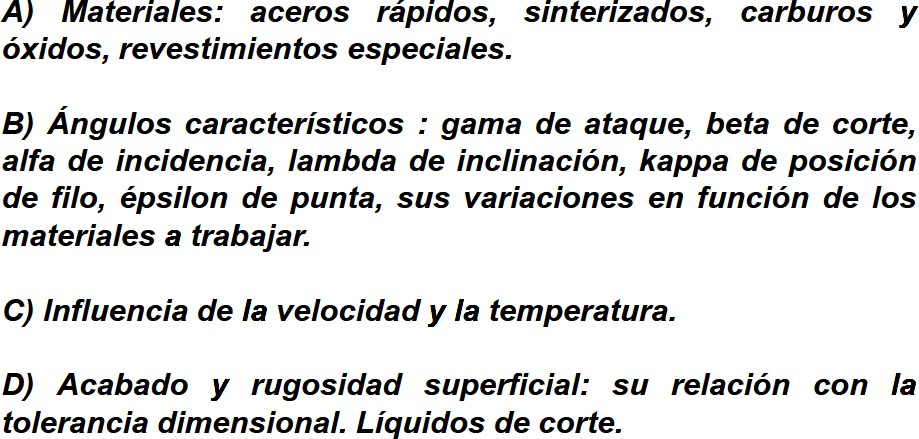 A) Materiales: aceros rápidos, sinterizados, carburos y
óxidos, revestimientos especiales.
B) Ángulos característicos : gama de ataque, beta de corte,
alfa de incidencia, lambda de inclinación, kappa de posición
de filo, épsilon de punta, sus variaciones en función de los
materiales a trabajar.
C) Influencia de la velocidad y la temperatura.
D) Acabado y rugosidad superficial: su relación con la
tolerancia dimensional. Líquidos de corte.